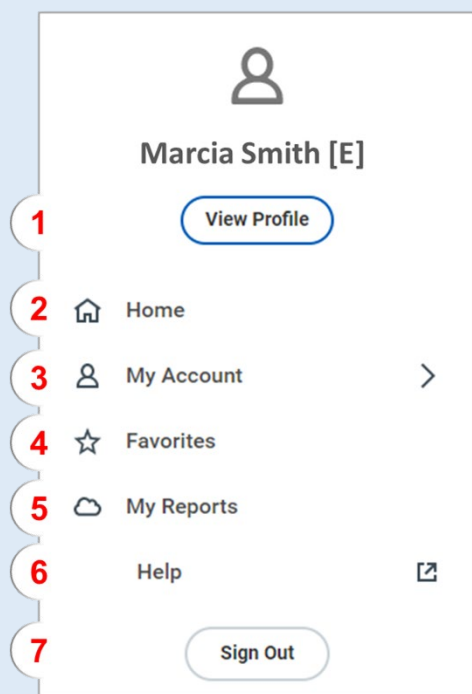 Marcia Smith [E]
1 View Profile
2 Home
3 My Account
4 Favorites
5 My Reports
6 Help
7 Sign Out